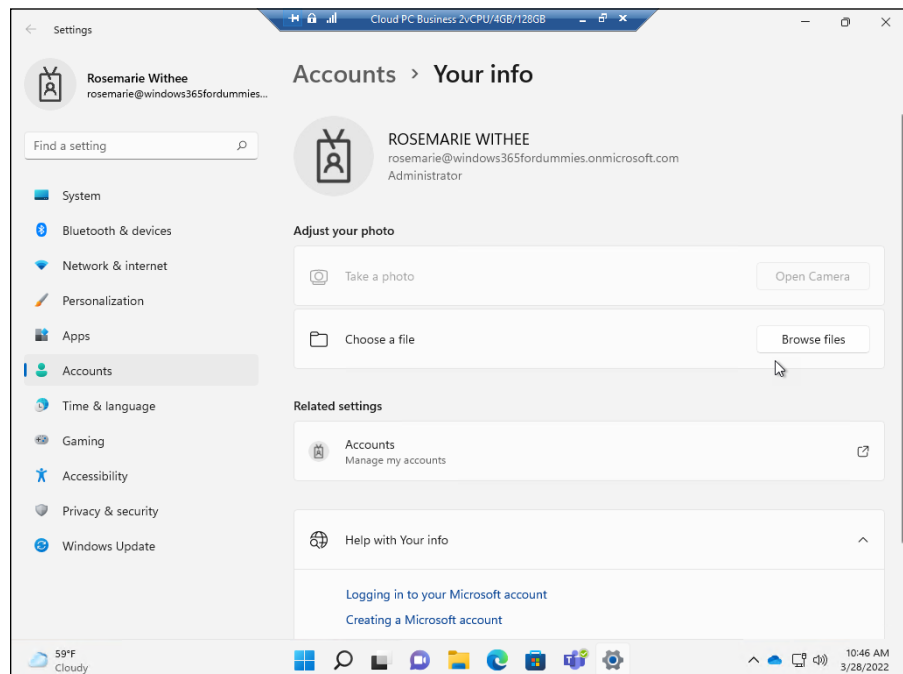 Cloud PC Business 2vCPU/4GB/128GB
Settings
Rosemarie Withee
rosemarie@windows365fordummies...
Find a setting
System
Bluetooth & devices
Network & internet
Personalization
Apps
Accounts
Time & language
Gaming
Accessibility
Privacy & security
Windows Update
Accounts > Your info
ROSEMARIE WITHEE
rosemarie@windows365fordummies.onmicrosoft.com
Administrator
Adjust your photo
Take a photo
Open Camera
Choose a file
Browse files
Related settings
Accounts
Manage my accounts
Help with Your info
Logging in to your Microsoft account
Creating a Microsoft account
59°F
Cloudy
10:46 AM
3/28/2022